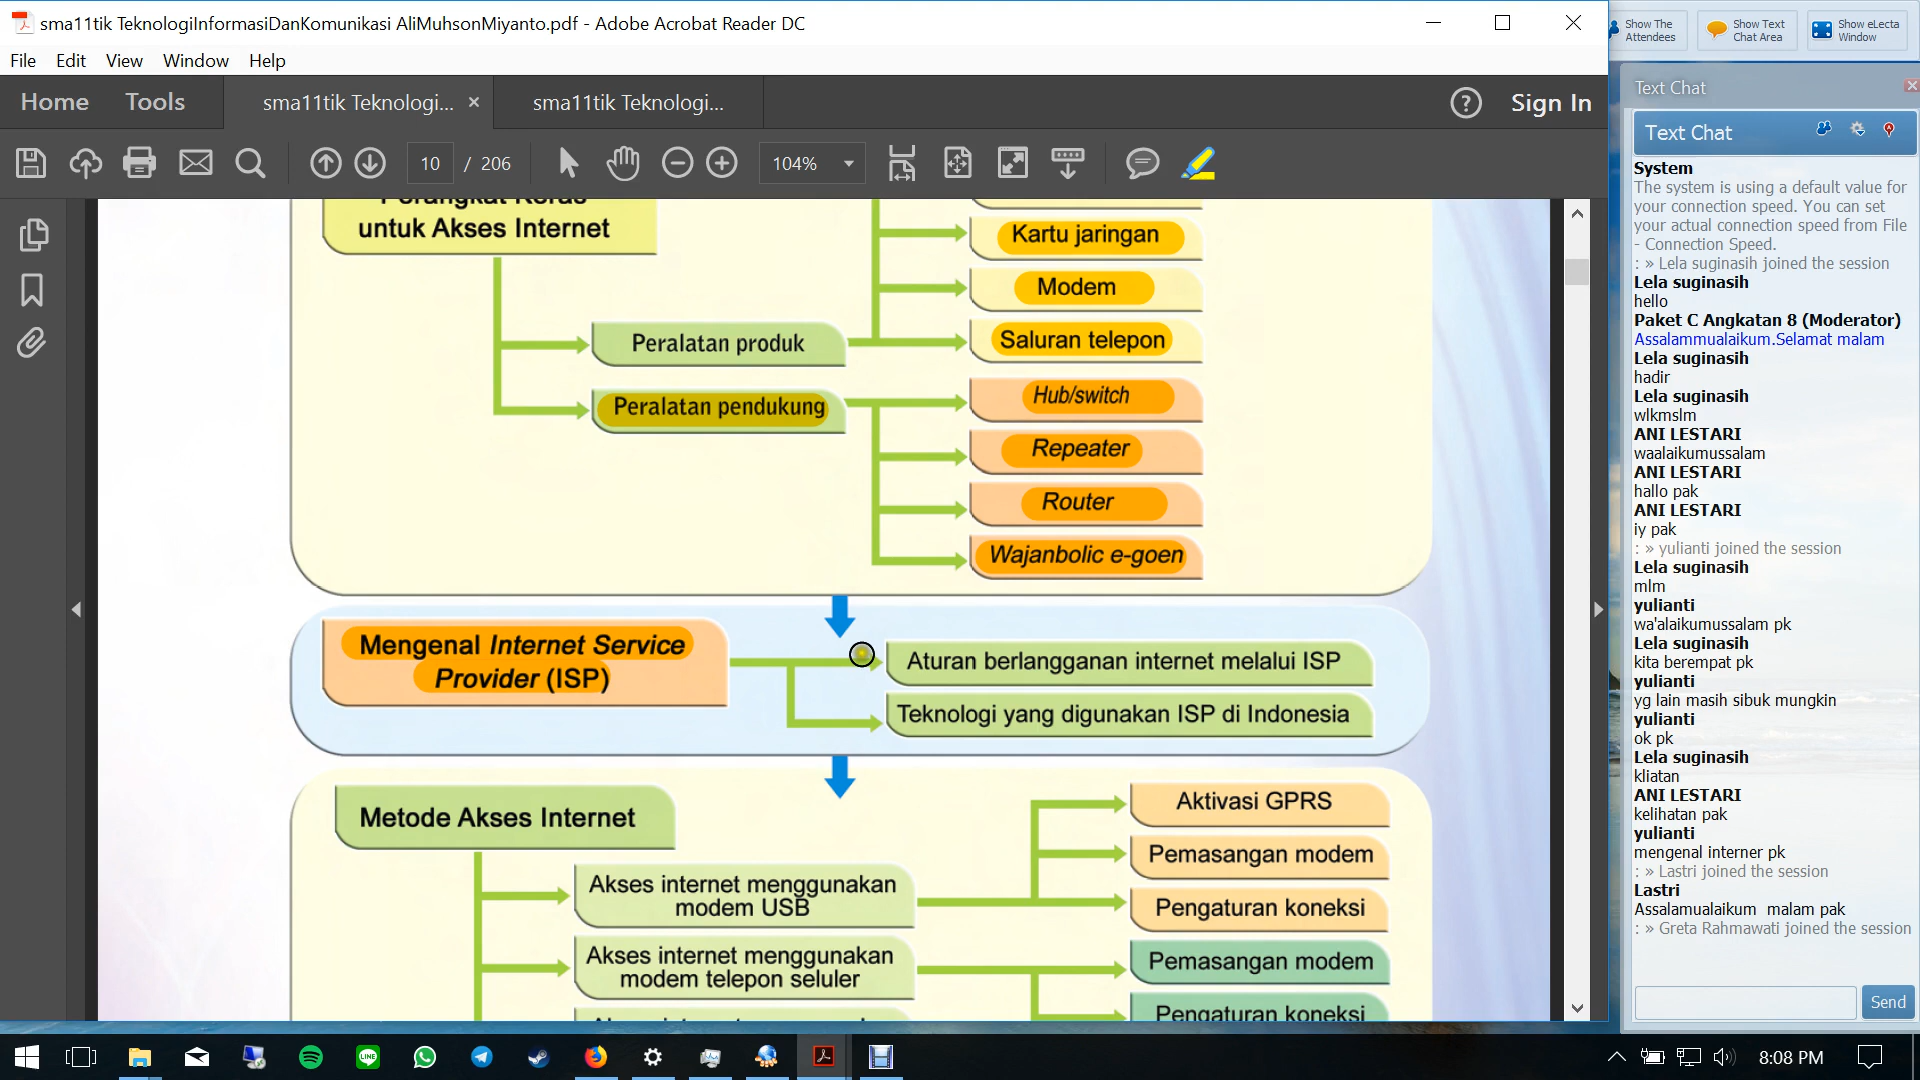 sma11tik TeknologiInformasiDanKomunikasi AliMuhsonMiyanto.pdf - Adobe Acrobat Reader DC
File Edit View Window Help
Home Tools sma11tik Teknologi... × sma11tik Teknologi... ? Sign In
10 / 206 104%
Perangkat Keras
untuk Akses Internet
Kartu jaringan
Modem
Saluran telepon
Peralatan produk
Peralatan pendukung
Hub/switch
Repeater
Router
Wajanbolic e-goen
Mengenal Internet Service
Provider (ISP)
Aturan berlangganan internet melalui ISP
Teknologi yang digunakan ISP di Indonesia
Metode Akses Internet
Akses internet menggunakan
modem USB
Aktivasi GPRS
Pemasangan modem
Pengaturan koneksi
Akses internet menggunakan
modem telepon seluler
Pemasangan modem
Pengaturan koneksi
Show The
Attendees
Show Text
Chat Area
Show eLecta
Window
Text Chat
Text Chat
System
The system is using a default value for
your connection speed. You can set
your actual connection speed from File
- Connection Speed.
: » Lela suginasih joined the session
Lela suginasih
hello
Paket C Angkatan 8 (Moderator)
Assalammualaikum.Selamat malam
Lela suginasih
hadir
Lela suginasih
wlkmslm
ANI LESTARI
waalaikumussalam
ANI LESTARI
hallo pak
ANI LESTARI
iy pak
: » yulianti joined the session
Lela suginasih
mlm
yulianti
wa'alaikumussalam pk
Lela suginasih
kita berempat pk
yulianti
yg lain masih sibuk mungkin
yulianti
ok pk
Lela suginasih
kliatan
ANI LESTARI
kelihatan pak
yulianti
mengenal interner pk
: » Lastri joined the session
Lastri
Assalamualaikum malam pak
: » Greta Rahmawati joined the session
Send
LINE
8:08 PM